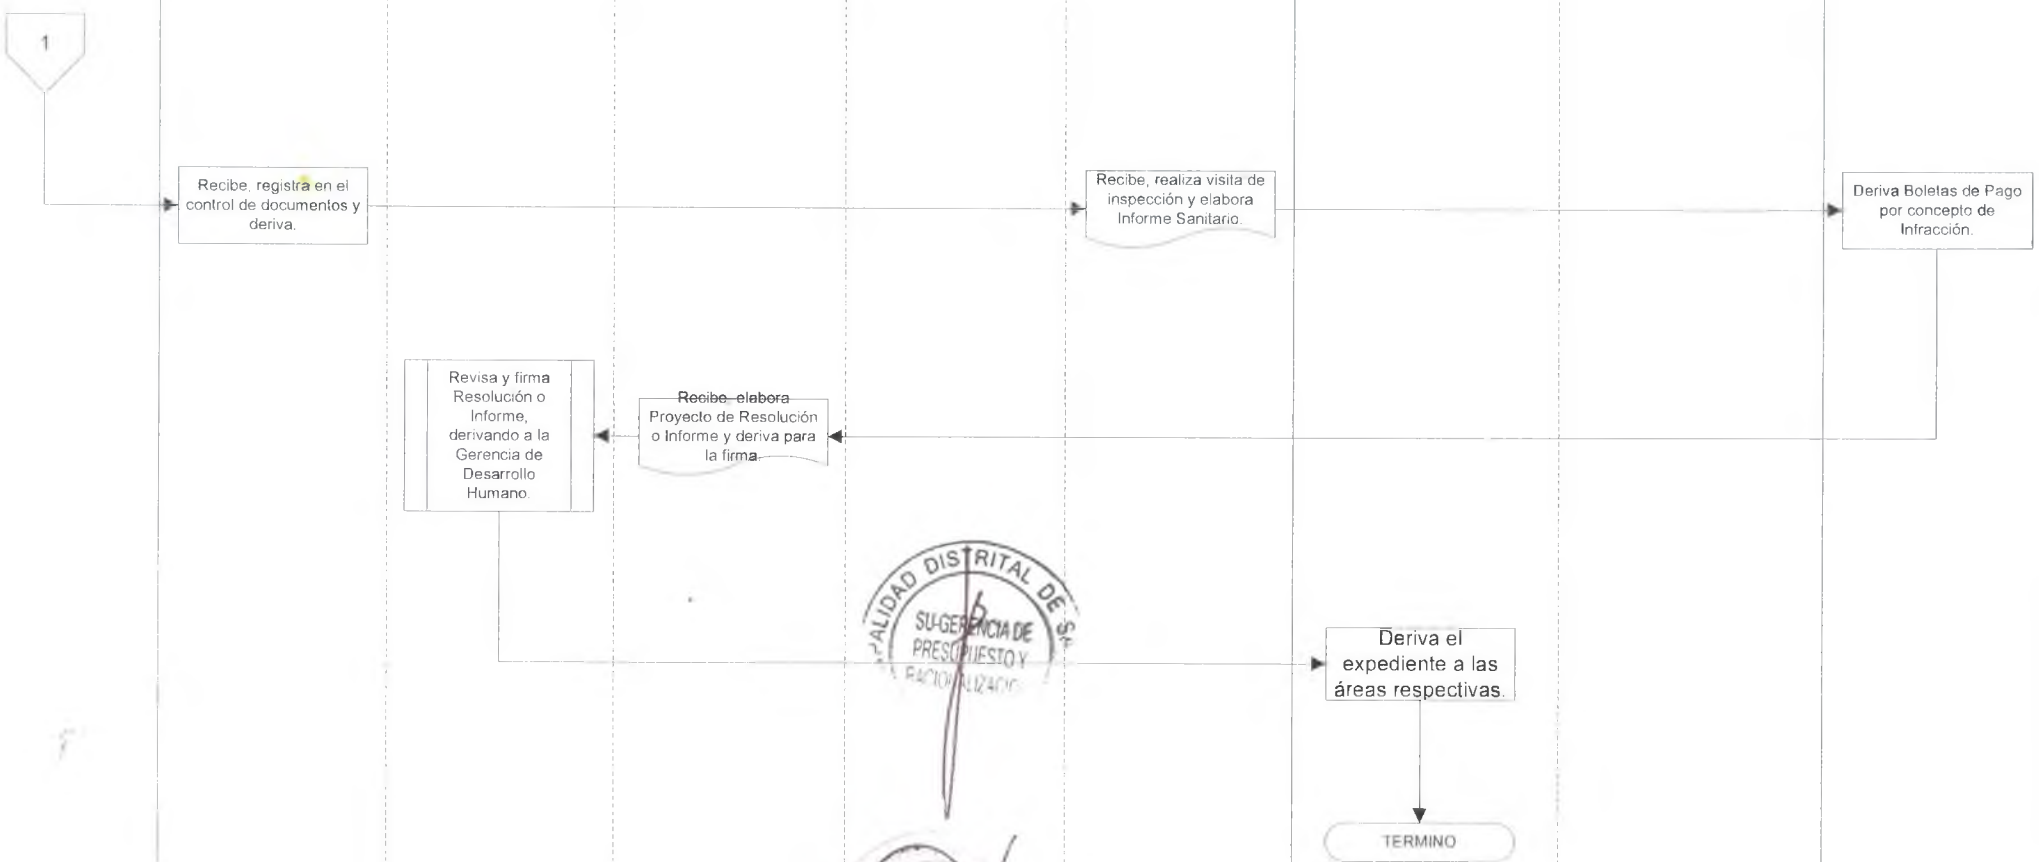 1
Recibe, registra en el
control de documentos y
deriva.
Recibe, realiza visita de
inspección y elabora
Informe Sanitario.
Deriva Boletas de Pago
por concepto de
Infracción.
Revisa y firma
Resolución o
Informe,
derivando a la
Gerencia de
Desarrollo
Humano.
Recibe, elabora
Proyecto de Resolución
o Informe y deriva para
la firma.
DISTRITAL DE
SU-GERENCIA DE
PRESUPUESTO Y
Deriva el
expediente a las
áreas respectivas.
TERMINO